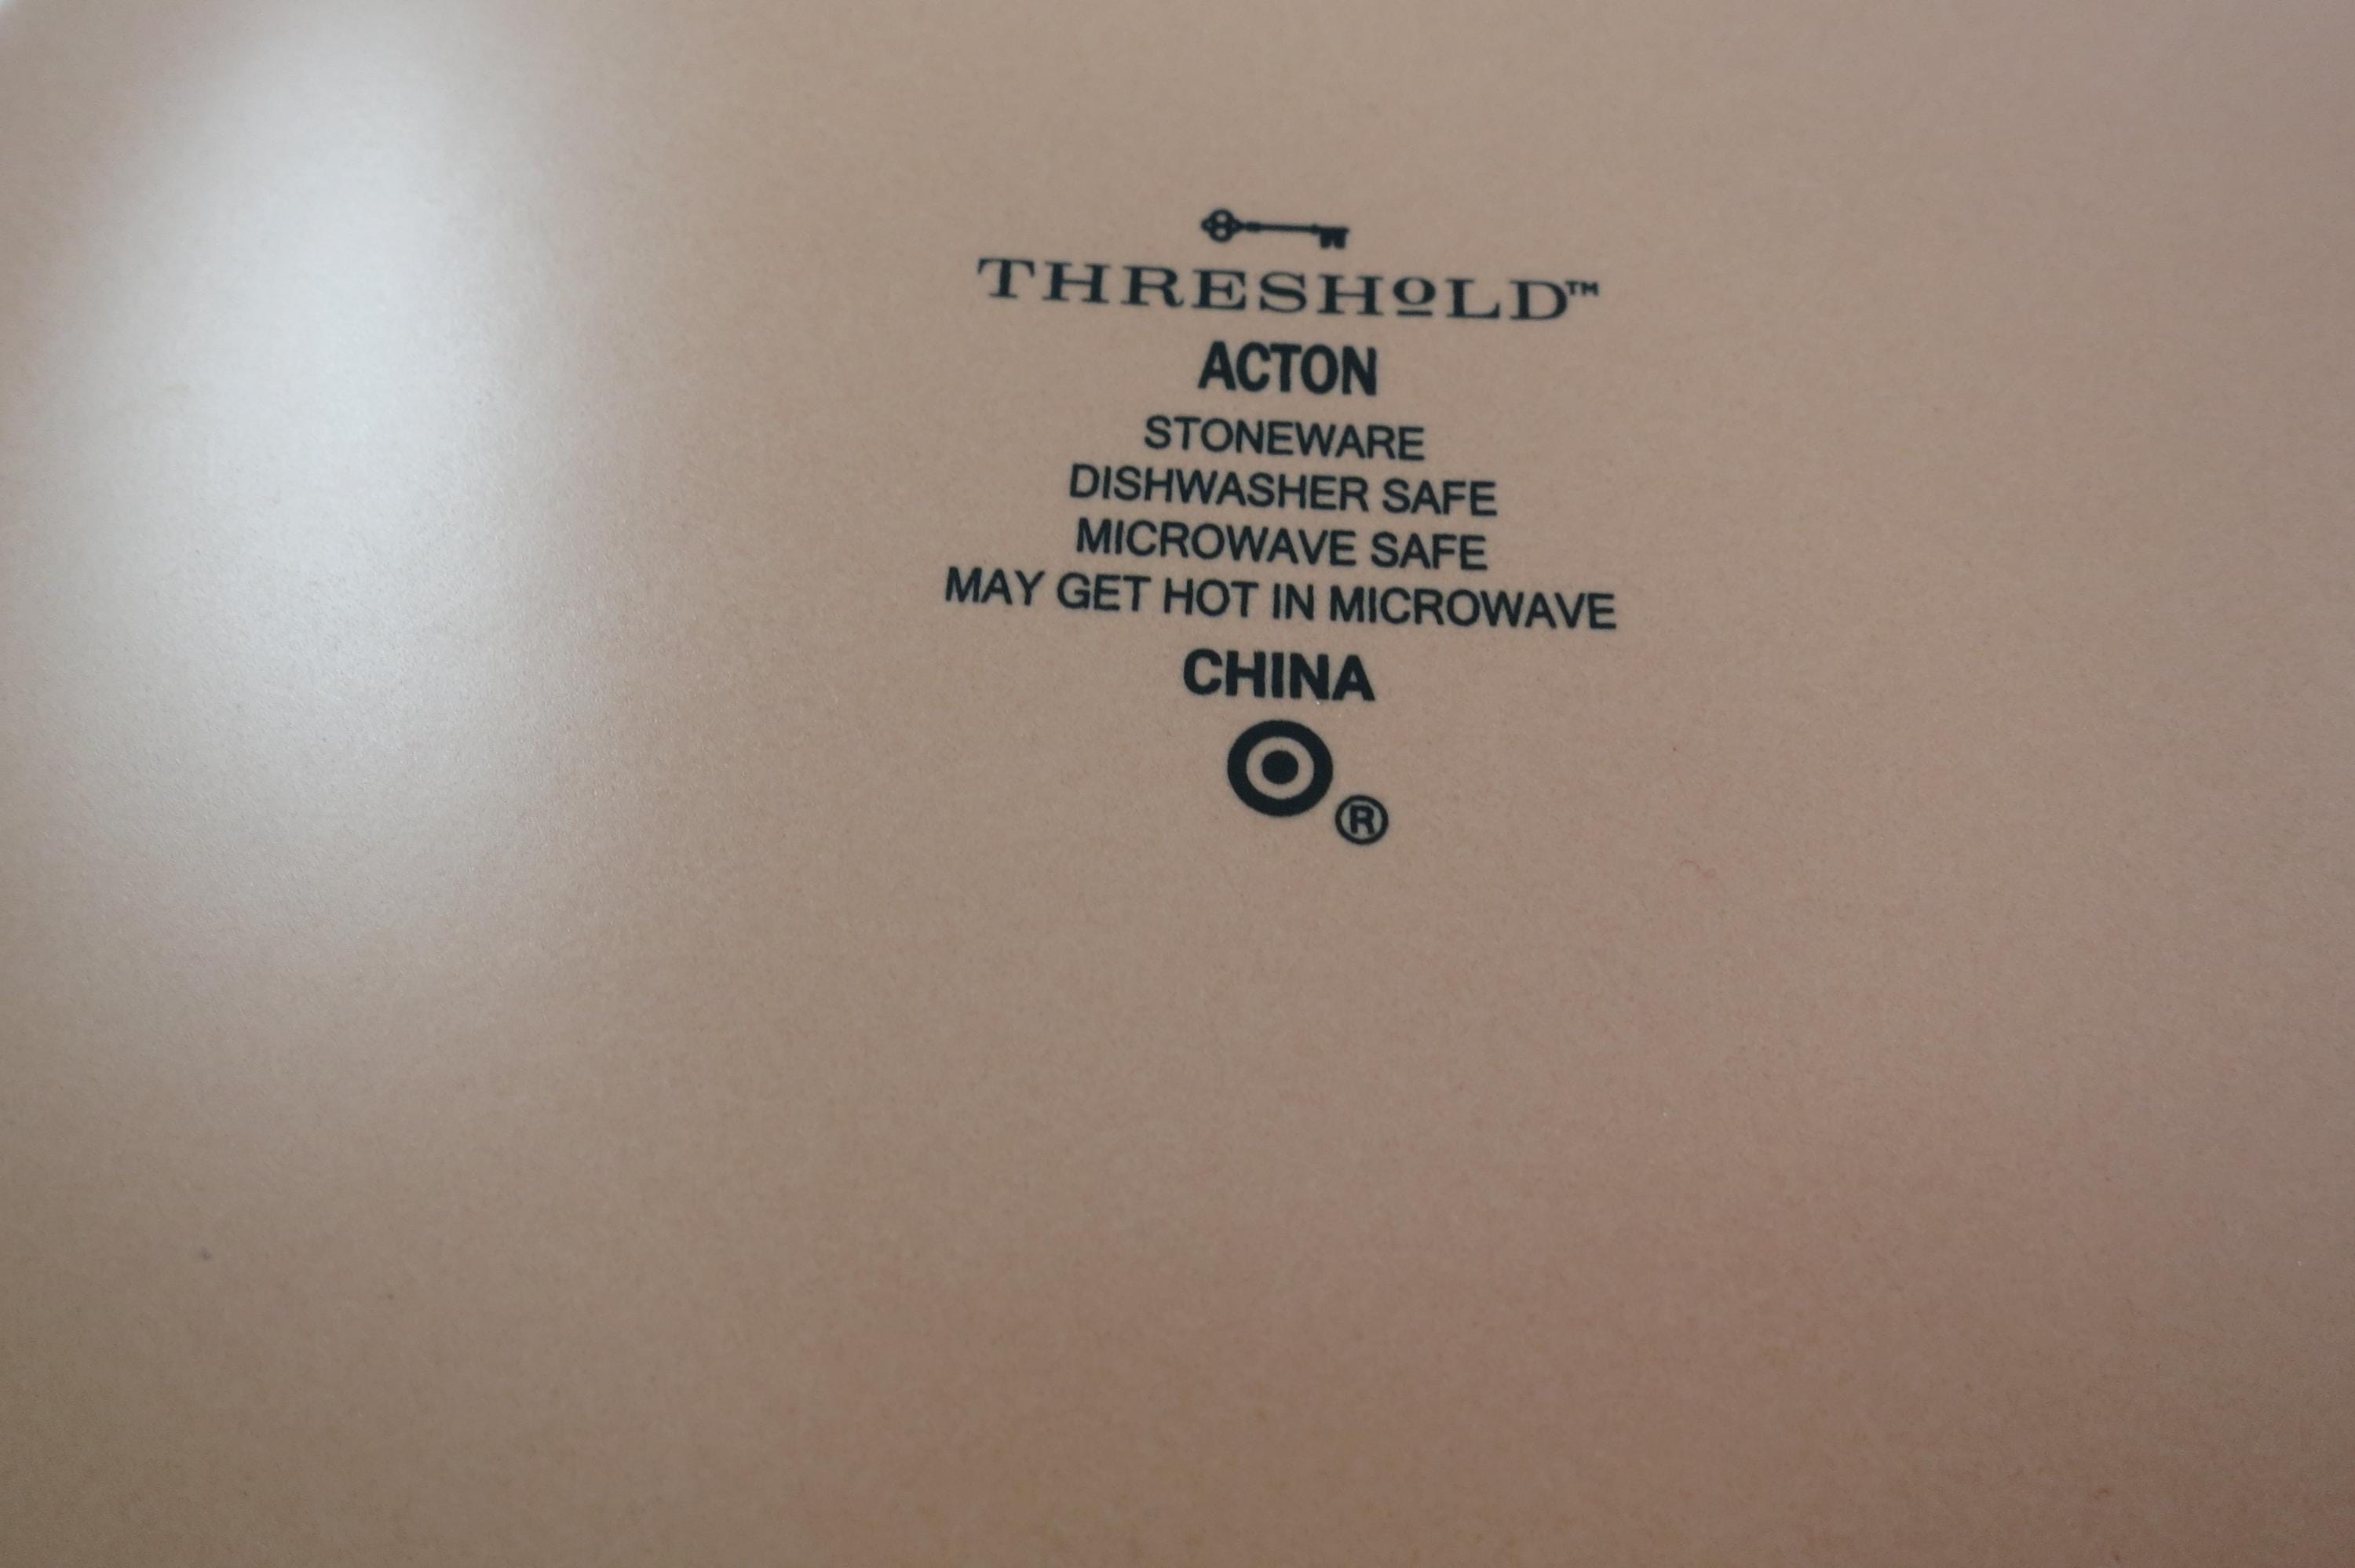 THRESHOLD™
ACTON
STONEWARE
DISHWASHER SAFE
MICROWAVE SAFE
MAY GET HOT IN MICROWAVE
CHINA
®